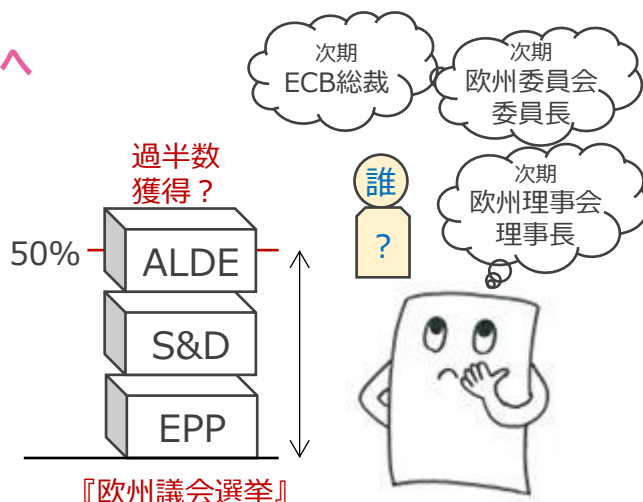 へ
次期
ECB総裁
次期
欧州委員会
委員長
次期
欧州理事会
理事長
誰
?
過半数
獲得？
50%
ALDE
S&D
EPP
『欧州議会選挙』